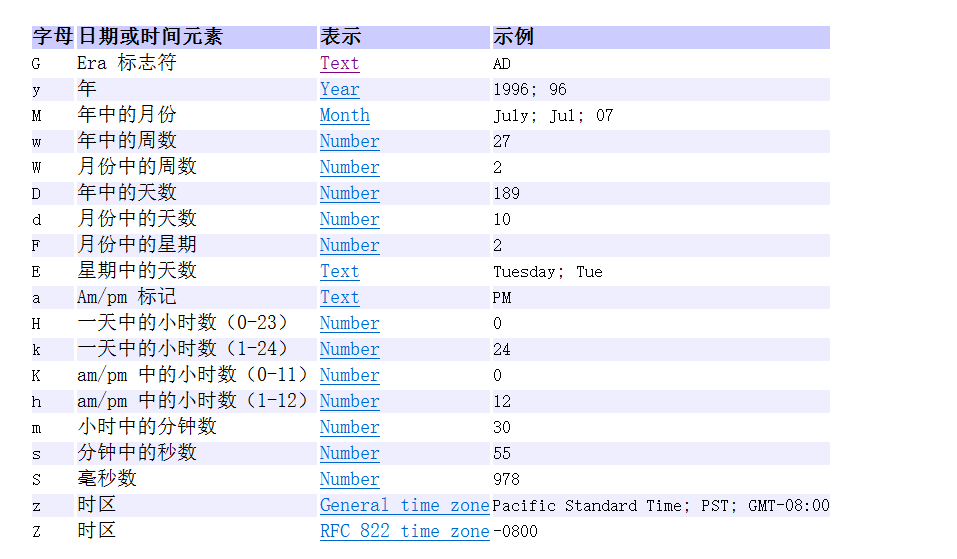 字母 日期或时间元素 表示 示例
G Era 标志符 Text AD
y 年 Year 1996; 96
M 年中的月份 Month July; Jul; 07
w 年中的周数 Number 27
W 月份中的周数 Number 2
D 年中的天数 Number 189
d 月份中的天数 Number 10
F 月份中的星期 Number 2
E 星期中的天数 Text Tuesday; Tue
a Am/pm 标记 Text PM
H 一天中的小时数（0-23） Number 0
k 一天中的小时数（1-24） Number 24
K am/pm 中的小时数（0-11） Number 0
h am/pm 中的小时数（1-12） Number 12
m 小时中的分钟数 Number 30
s 分钟中的秒数 Number 55
S 毫秒数 Number 978
z 时区 General time zone Pacific Standard Time; PST; GMT-08:00
Z 时区 RFC 822 time zone -0800